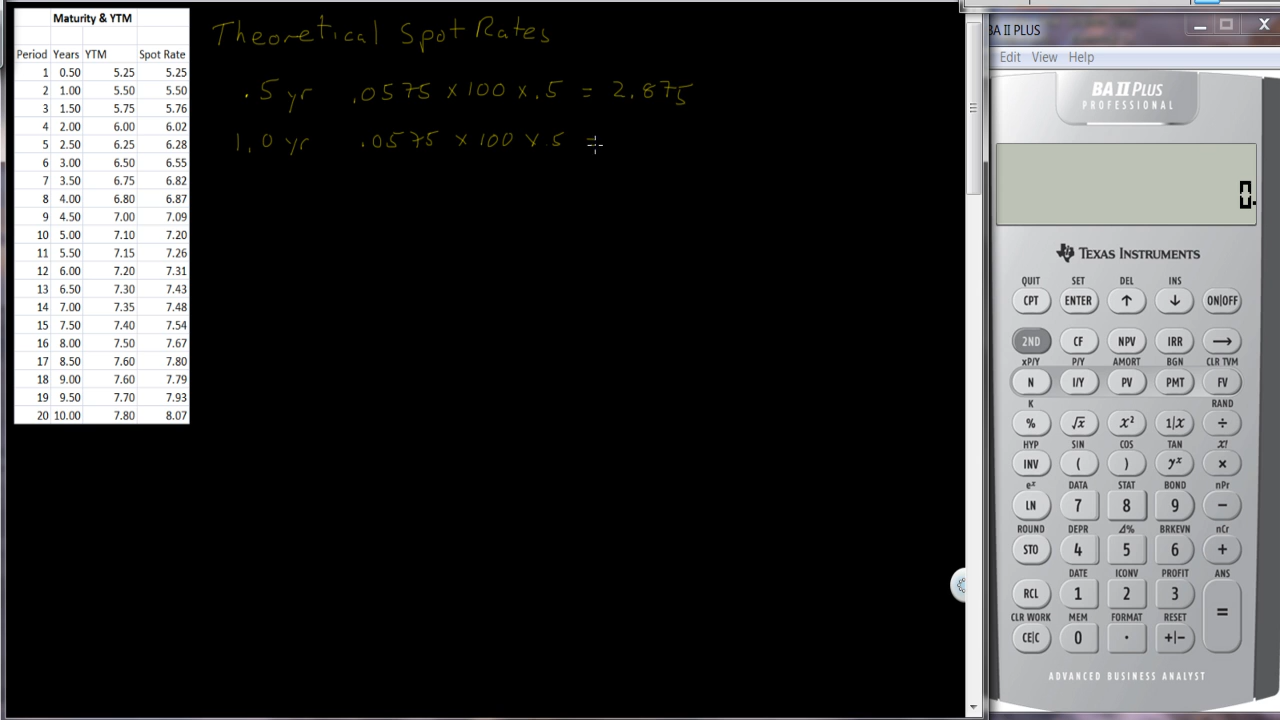 Maturity & YTM
Period Years YTM Spot Rate
1 0.50 5.25 5.25
2 1.00 5.50 5.50
3 1.50 5.75 5.76
4 2.00 6.00 6.02
5 2.50 6.25 6.28
6 3.00 6.50 6.55
7 3.50 6.75 6.82
8 4.00 6.80 6.87
9 4.50 7.00 7.09
10 5.00 7.10 7.20
11 5.50 7.15 7.26
12 6.00 7.20 7.31
13 6.50 7.30 7.43
14 7.00 7.35 7.48
15 7.50 7.40 7.54
16 8.00 7.50 7.67
17 8.50 7.60 7.80
18 9.00 7.60 7.79
19 9.50 7.70 7.93
20 10.00 7.80 8.07
Theoretical Spot Rates
.5 yr .0575 × 100 × .5 = 2.875
1.0 yr .0575 × 100 × .5 =
BA II PLUS
Edit View Help
BA II PLUS
PROFESSIONAL
0.
TEXAS INSTRUMENTS
QUIT SET DEL INS
CPT ENTER ↑ ↓ ON|OFF
2ND CF NPV IRR →
xP/Y P/Y AMORT BGN CLR TVM
N I/Y PV PMT FV
K RAND
% √x x² 1/x ÷
HYP SIN COS TAN x!
INV ( ) yˣ ×
eˣ DATA STAT BOND nPr
LN 7 8 9 −
ROUND DEPR Δ% BRKEVN nCr
STO 4 5 6 +
DATE ICONV PROFIT ANS
RCL 1 2 3 =
CLR WORK MEM FORMAT RESET
CE|C 0 . +|−
ADVANCED BUSINESS ANALYST